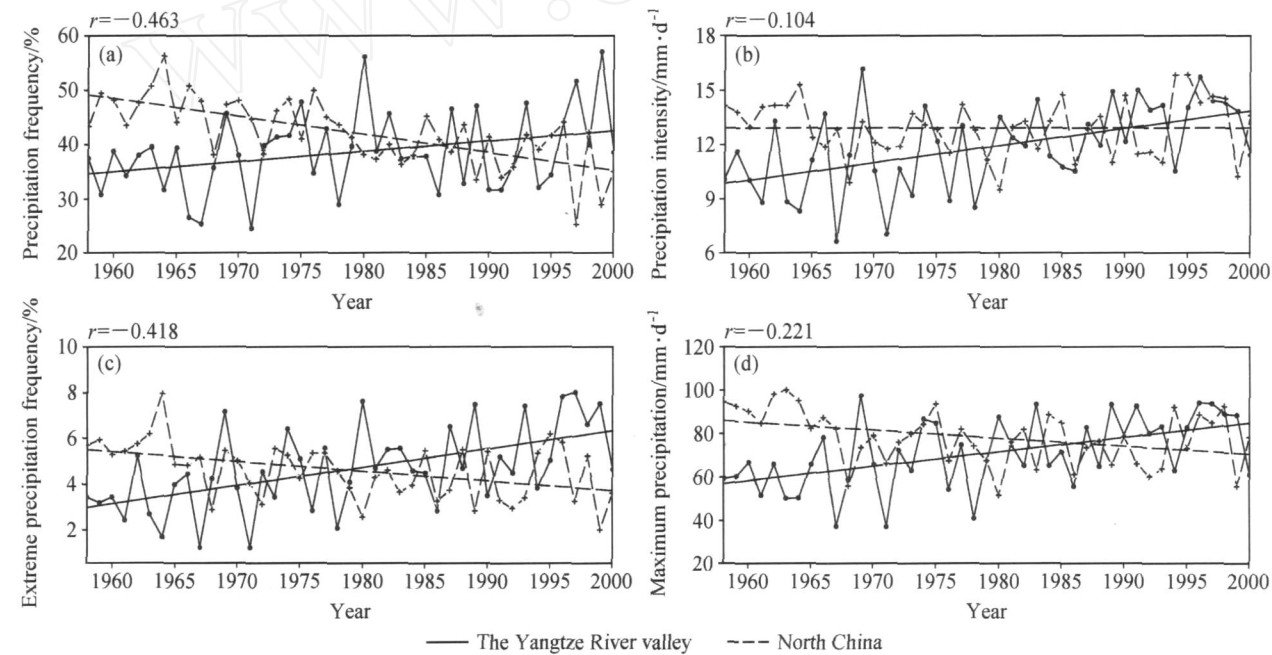 r=−0.463
(a)
Precipitation frequency/%
60
50
40
30
20
1960 1965 1970 1975 1980 1985 1990 1995 2000
Year
r=−0.104
(b)
Precipitation intensity/mm·d⁻¹
18
15
12
9
6
1960 1965 1970 1975 1980 1985 1990 1995 2000
Year
r=−0.418
(c)
Extreme precipitation frequency/%
10
8
6
4
2
1960 1965 1970 1975 1980 1985 1990 1995 2000
Year
r=−0.221
(d)
Maximum precipitation/mm·d⁻¹
120
100
80
60
40
20
1960 1965 1970 1975 1980 1985 1990 1995 2000
Year
The Yangtze River valley North China